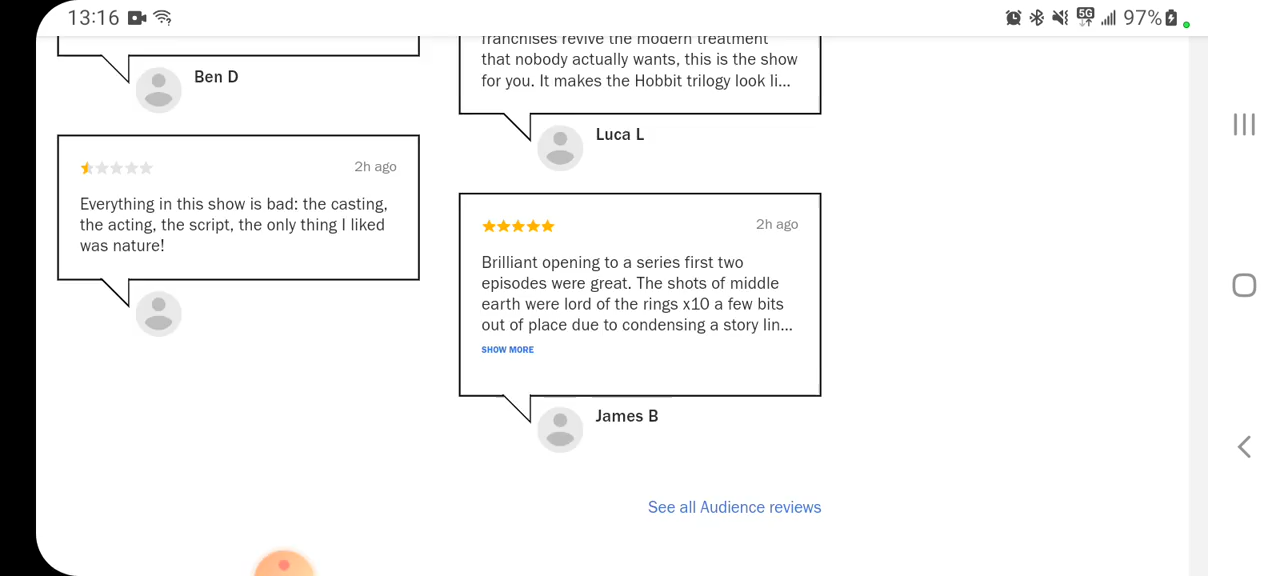 13:16
5G
97%
Ben D
2h ago
Everything in this show is bad: the casting,
the acting, the script, the only thing I liked
was nature!
franchises revive the modern treatment
that nobody actually wants, this is the show
for you. It makes the Hobbit trilogy look li...
Luca L
2h ago
Brilliant opening to a series first two
episodes were great. The shots of middle
earth were lord of the rings x10 a few bits
out of place due to condensing a story lin...
SHOW MORE
James B
See all Audience reviews